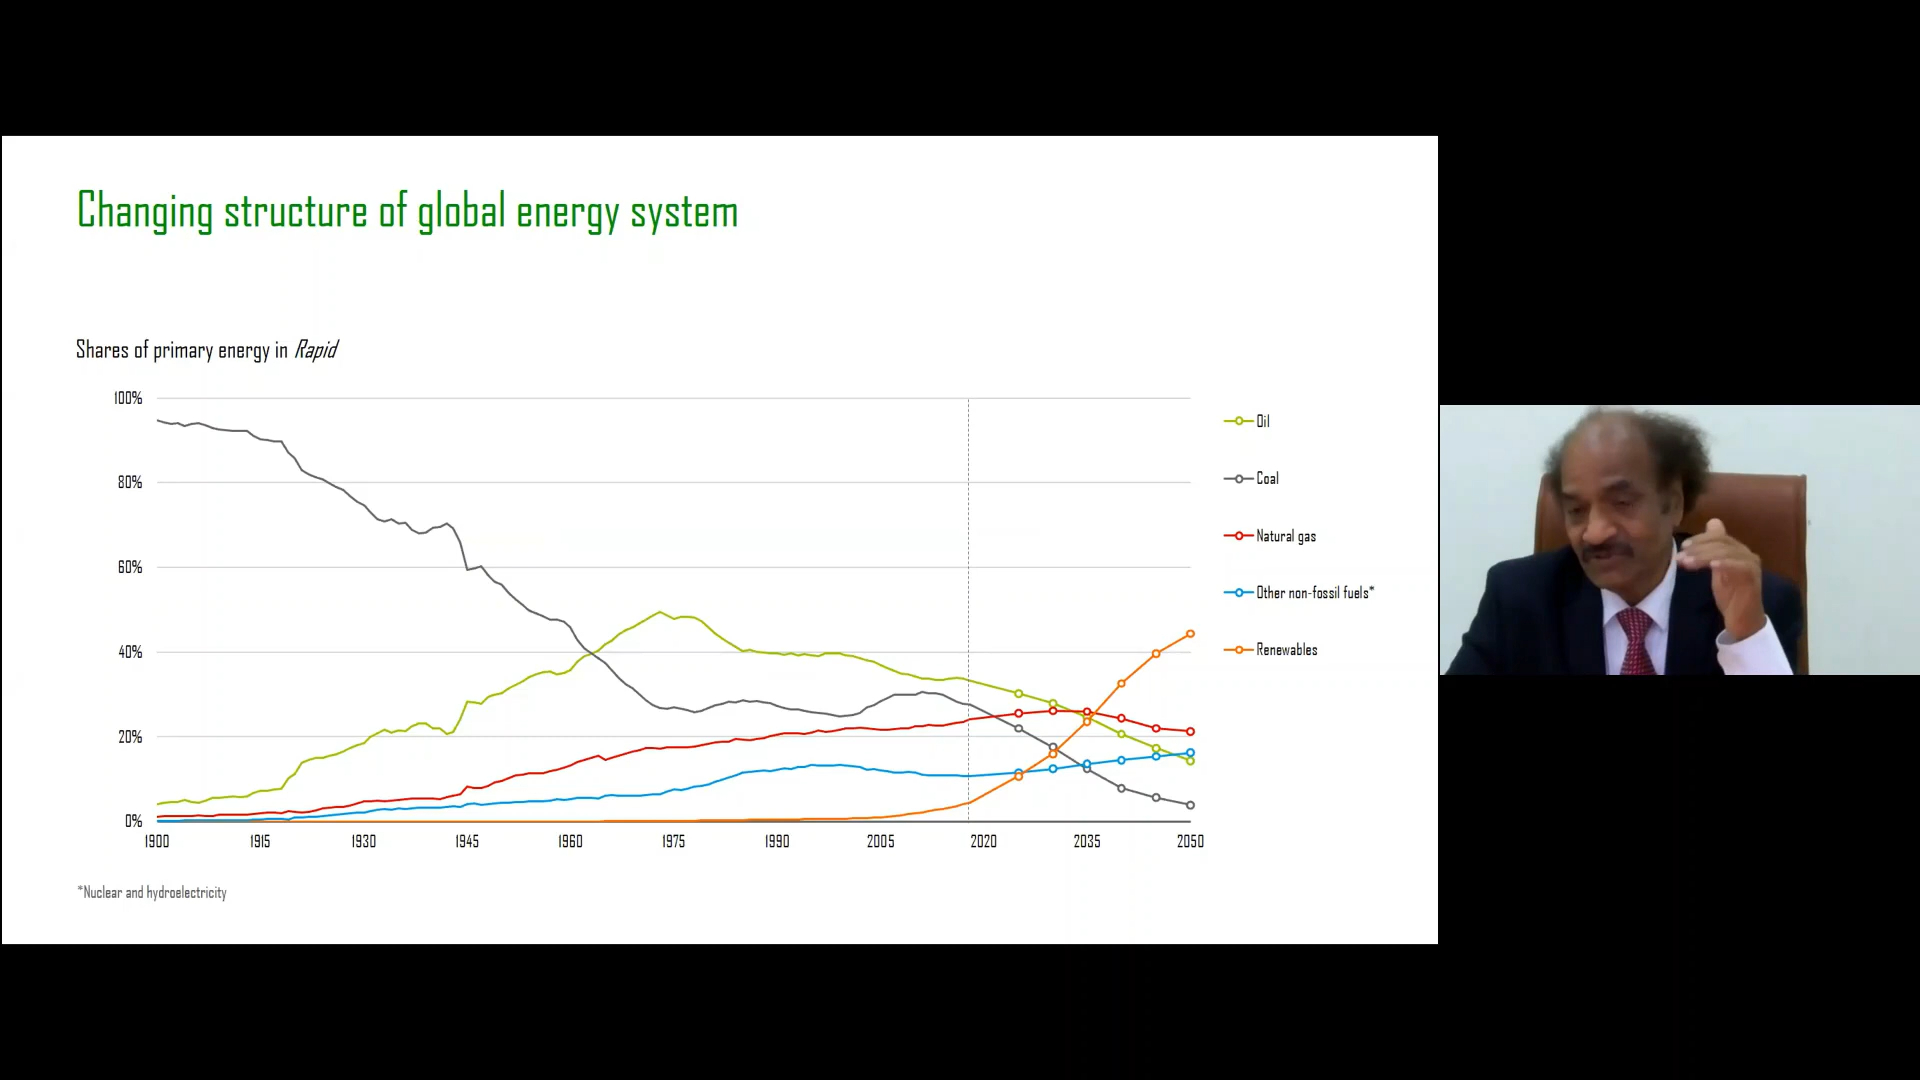 Changing structure of global energy system
Shares of primary energy in Rapid
100%
80%
60%
40%
20%
0%
1900 1915 1930 1945 1960 1975 1990 2005 2020 2035 2050
Oil
Coal
Natural gas
Other non-fossil fuels*
Renewables
*Nuclear and hydroelectricity